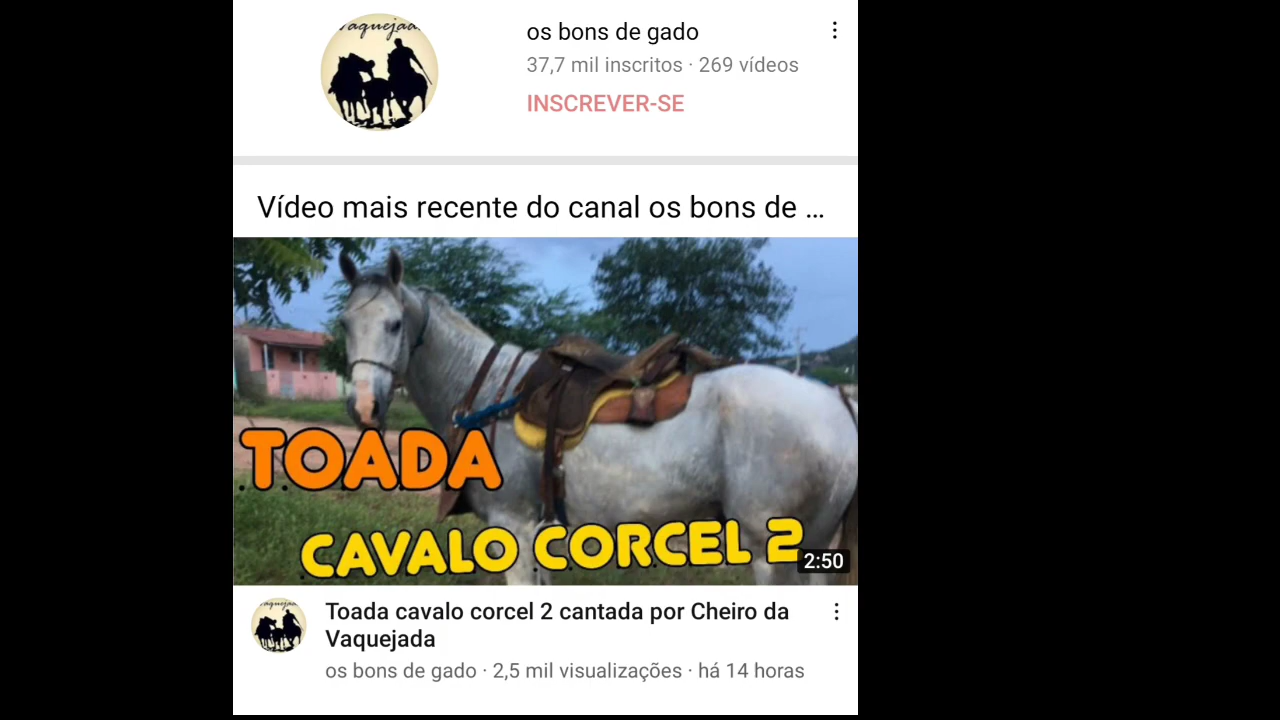 os bons de gado
37,7 mil inscritos · 269 vídeos
INSCREVER-SE
Vídeo mais recente do canal os bons de ...
TOADA
CAVALO CORCEL 2
2:50
Toada cavalo corcel 2 cantada por Cheiro da
Vaquejada
os bons de gado · 2,5 mil visualizações · há 14 horas